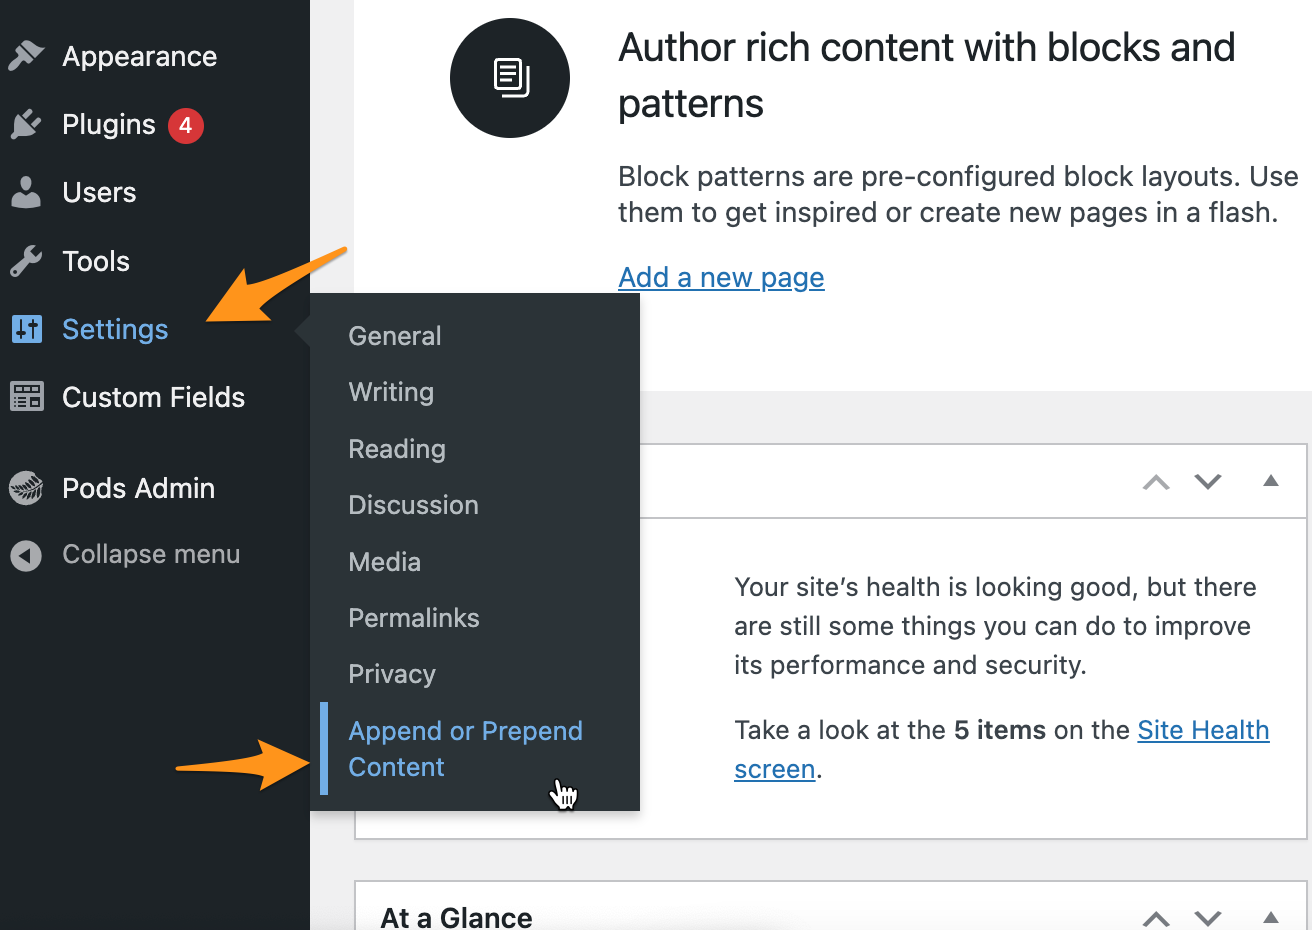 Appearance
Plugins 4
Users
Tools
Settings
Custom Fields
Pods Admin
Collapse menu
General
Writing
Reading
Discussion
Media
Permalinks
Privacy
Append or Prepend
Content
Author rich content with blocks and
patterns
Block patterns are pre-configured block layouts. Use
them to get inspired or create new pages in a flash.
Add a new page
Your site’s health is looking good, but there
are still some things you can do to improve
its performance and security.
Take a look at the 5 items on the Site Health
screen.
At a Glance